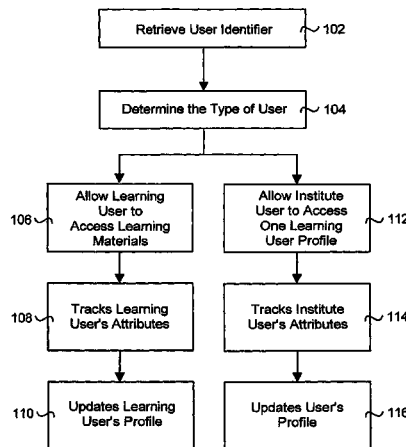 Retrieve User Identifier
102
Determine the Type of User
104
Allow Learning
User to
Access Learning
Materials
106
Allow Institute
User to Access
One Learning
User Profile
112
Tracks Learning
User's Attributes
108
Tracks Institute
User's Attributes
114
Updates Learning
User's Profile
110
Updates User's
Profile
116